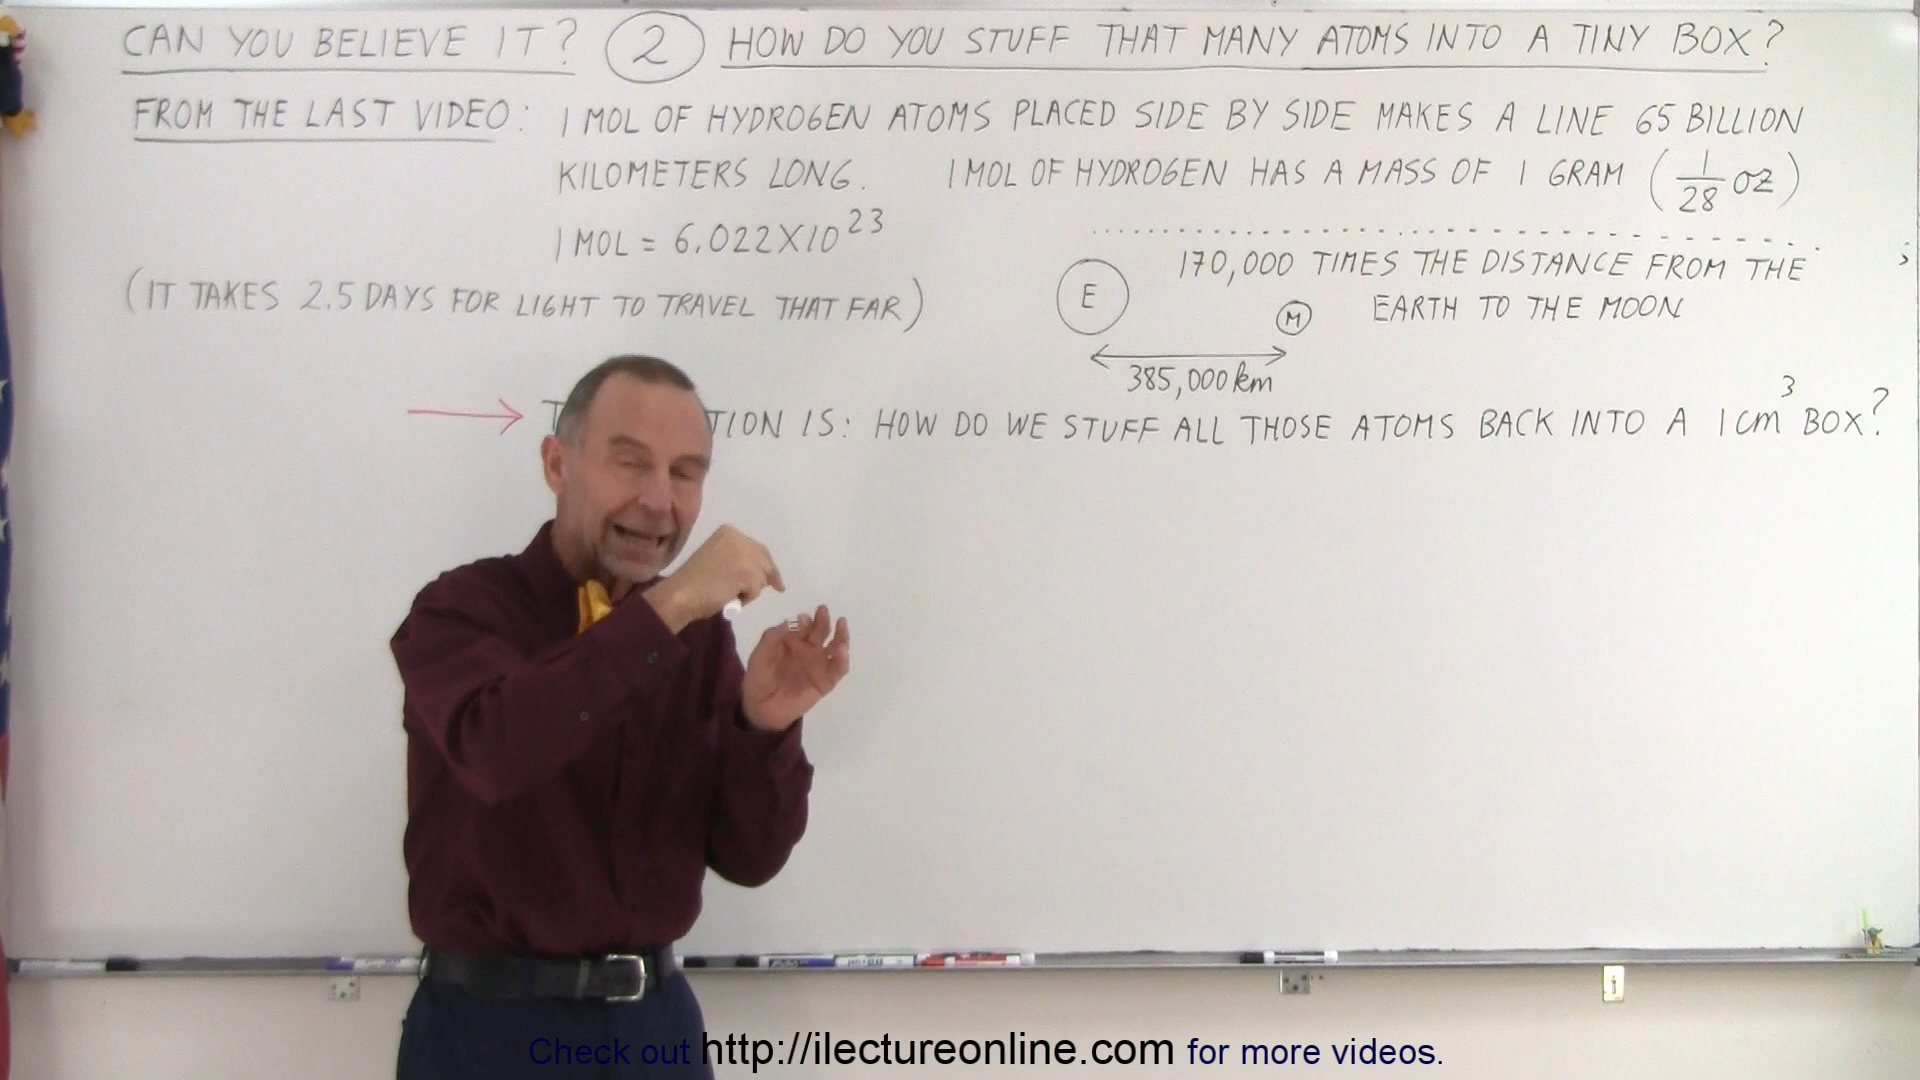 CAN YOU BELIEVE IT? 2 HOW DO YOU STUFF THAT MANY ATOMS INTO A TINY BOX?
FROM THE LAST VIDEO: 1 MOL OF HYDROGEN ATOMS PLACED SIDE BY SIDE MAKES A LINE 65 BILLION
KILOMETERS LONG. 1 MOL OF HYDROGEN HAS A MASS OF 1 GRAM (1/28 OZ)
1 MOL = 6.022X10^23
170,000 TIMES THE DISTANCE FROM THE
EARTH TO THE MOON
(IT TAKES 2.5 DAYS FOR LIGHT TO TRAVEL THAT FAR)
E
M
385,000 km
TION IS: HOW DO WE STUFF ALL THOSE ATOMS BACK INTO A 1 cm^3 BOX?
Check out http://ilectureonline.com for more videos.